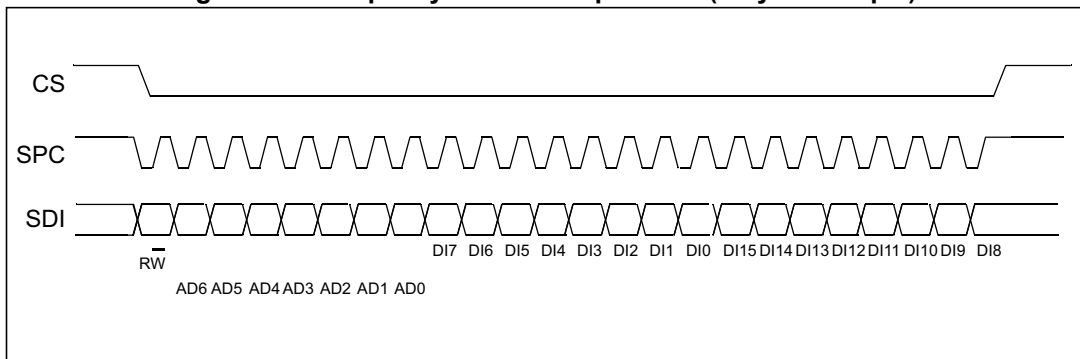 CS
SPC
SDI
RW
DI7 DI6 DI5 DI4 DI3 DI2 DI1 DI0 DI15 DI14 DI13 DI12 DI11 DI10 DI9 DI8
AD6 AD5 AD4 AD3 AD2 AD1 AD0